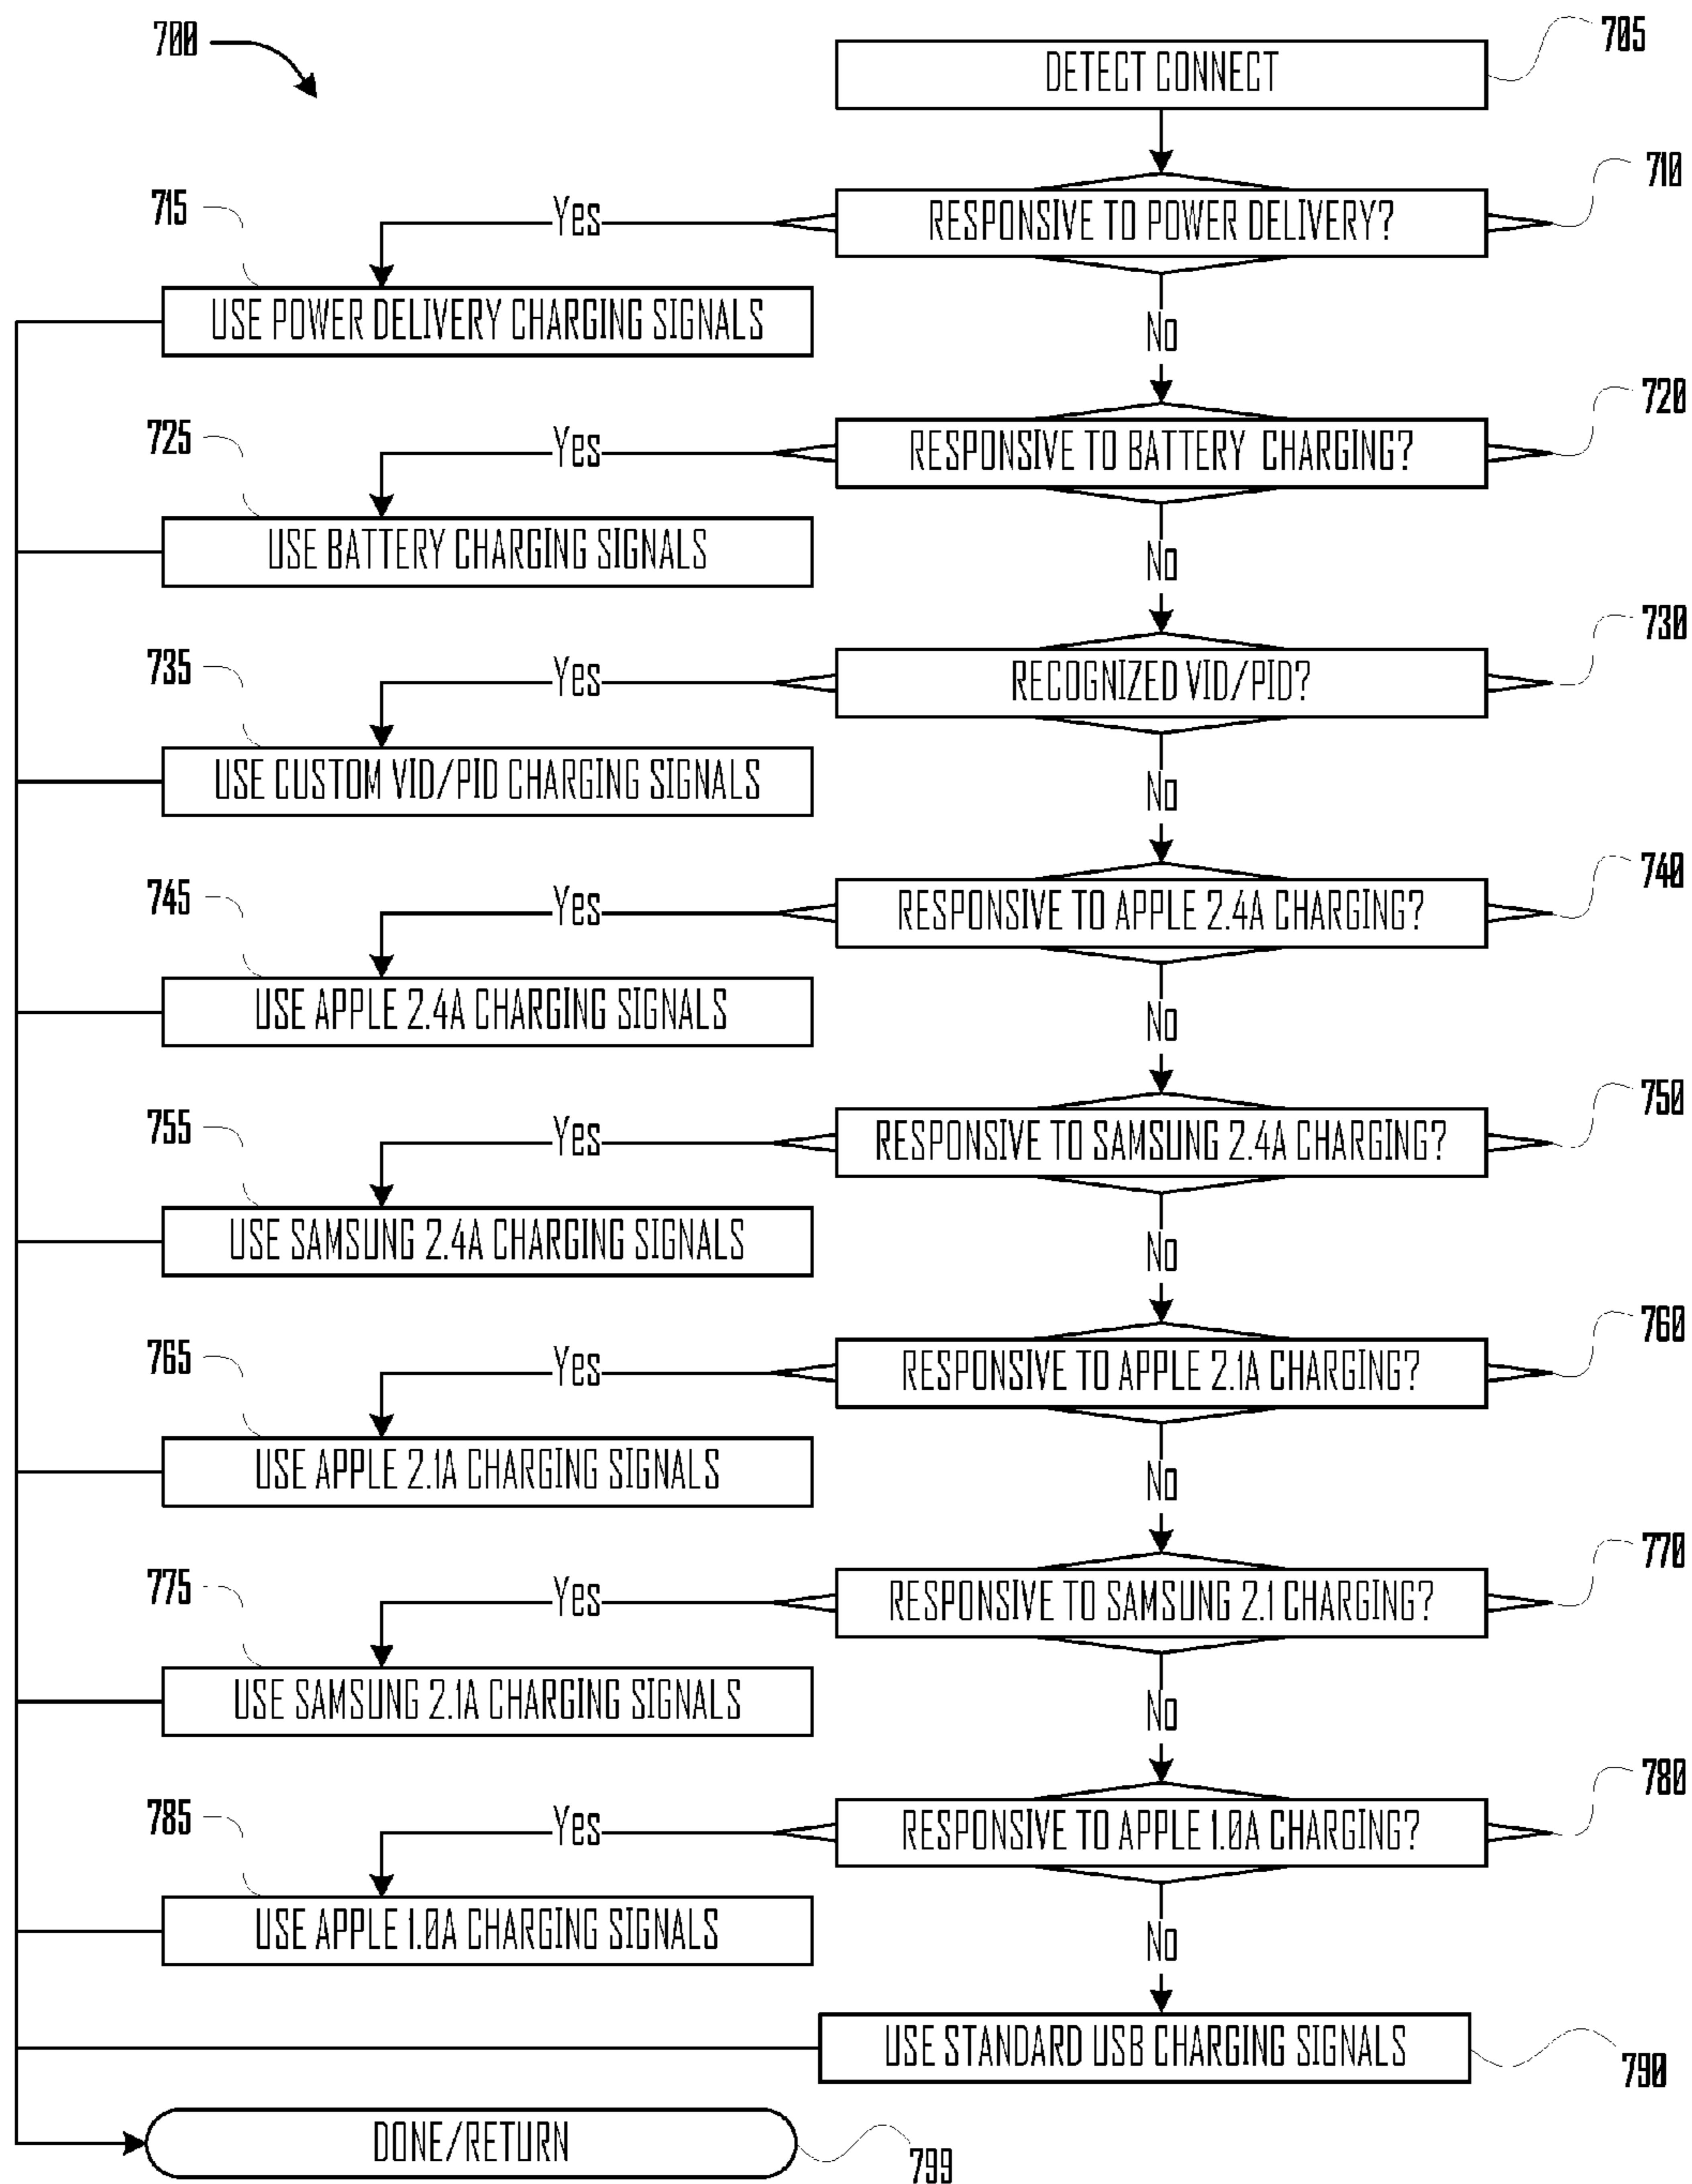 700
705
DETECT CONNECT
710
715
Yes
RESPONSIVE TO POWER DELIVERY?
USE POWER DELIVERY CHARGING SIGNALS
No
720
725
Yes
RESPONSIVE TO BATTERY CHARGING?
USE BATTERY CHARGING SIGNALS
No
730
735
Yes
RECOGNIZED VID/PID?
USE CUSTOM VID/PID CHARGING SIGNALS
No
740
745
Yes
RESPONSIVE TO APPLE 2.4A CHARGING?
USE APPLE 2.4A CHARGING SIGNALS
No
750
755
Yes
RESPONSIVE TO SAMSUNG 2.4A CHARGING?
USE SAMSUNG 2.4A CHARGING SIGNALS
No
760
765
Yes
RESPONSIVE TO APPLE 2.1A CHARGING?
USE APPLE 2.1A CHARGING SIGNALS
No
770
775
Yes
RESPONSIVE TO SAMSUNG 2.1 CHARGING?
USE SAMSUNG 2.1A CHARGING SIGNALS
No
780
785
Yes
RESPONSIVE TO APPLE 1.0A CHARGING?
USE APPLE 1.0A CHARGING SIGNALS
No
USE STANDARD USB CHARGING SIGNALS
790
DONE/RETURN
799